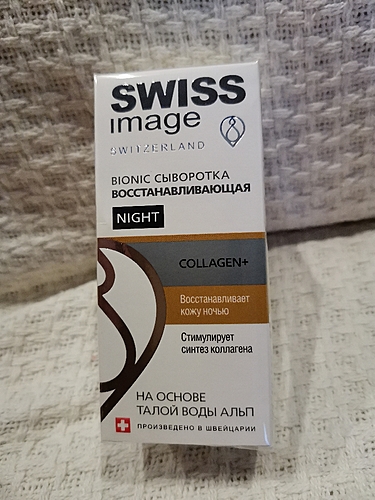 SWISS
image
SWITZERLAND
BIONIC СЫВОРОТКА
ВОССТАНАВЛИВАЮЩАЯ
NIGHT
COLLAGEN+
Восстанавливает
кожу ночью
Стимулирует
синтез коллагена
НА ОСНОВЕ
ТАЛОЙ ВОДЫ АЛЬП
ПРОИЗВЕДЕНО В ШВЕЙЦАРИИ